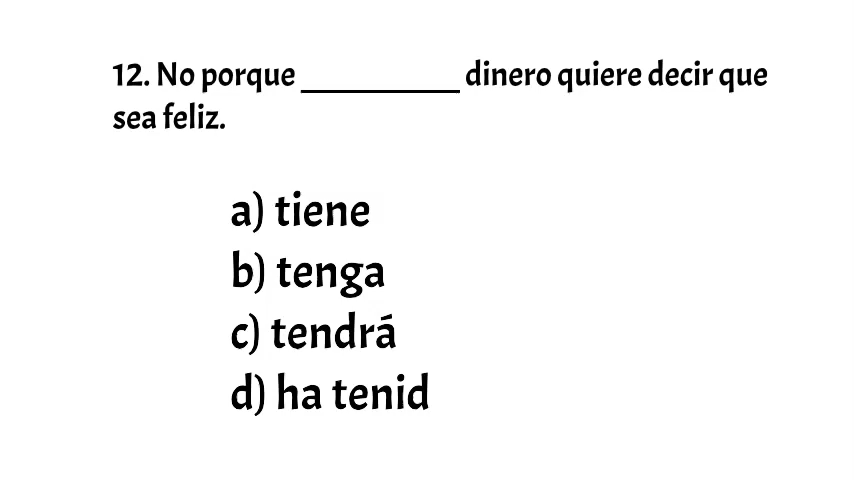 12. No porque __________ dinero quiere decir que
sea feliz.
a) tiene
b) tenga
c) tendrá
d) ha tenid